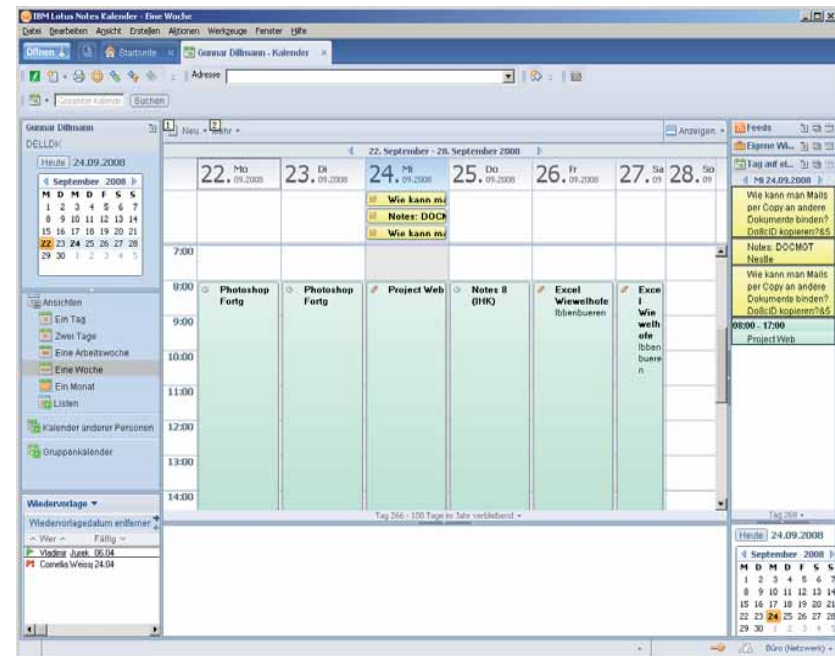 IBM Lotus Notes Kalender - Eine Woche
Datei Bearbeiten Ansicht Erstellen Aktionen Werkzeuge Fenster Hilfe
Öffnen Startseite Gunnar Dillmann - Kalender
Adresse
Gesamter Kalender Suchen
Gunnar Dillmann
1 Neu 2 Mehr Anzeigen
Feeds
DELLDK
22. September - 28. September 2008
Eigene Wi...
Heute 24.09.2008
22. Mo 09.2008 23. Di 09.2008 24. Mi 09.2008 25. Do 09.2008 26. Fr 09.2008 27. Sa 09 28. So 09
Tag auf ei...
Mi 24.09.2008
September 2008
M D M D F S S
1 2 3 4 5 6 7
8 9 10 11 12 13 14
15 16 17 18 19 20 21
22 23 24 25 26 27 28
29 30 1 2 3 4 5
Wie kann ma
Notes: DOCM
Wie kann ma
Wie kann man Mails
per Copy an andere
Dokumente binden?
kopieren?&5
Notes: DOCMOT
Nestle
Wie kann man Mails
per Copy an andere
Dokumente binden?
kopieren?&5
08:00 - 17:00
Project Web
7:00
8:00
9:00
10:00
11:00
12:00
13:00
14:00
Photoshop
Fortg
Photoshop
Fortg
Project Web
Notes 8
(IHK)
Excel
Wiewelhofe
Ibbenbueren
Exce
l
Wie
welh
ofe
Ibben
buere
n
Ansichten
Ein Tag
Zwei Tage
Eine Arbeitswoche
Eine Woche
Ein Monat
Listen
Kalender anderer Personen
Gruppenkalender
Wiedervorlage
Wiedervorlagedatum entfernen
Wer Fällig
Vladimir Jurek 06.04
Cornelia Weiss 24.04
Tag 266 - 100 Tage im Jahr verbleibend
Tag 268
Heute 24.09.2008
September 2008
M D M D F S S
1 2 3 4 5 6 7
8 9 10 11 12 13 14
15 16 17 18 19 20 21
22 23 24 25 26 27 28
29 30 1 2 3 4 5
Büro (Netzwerk)